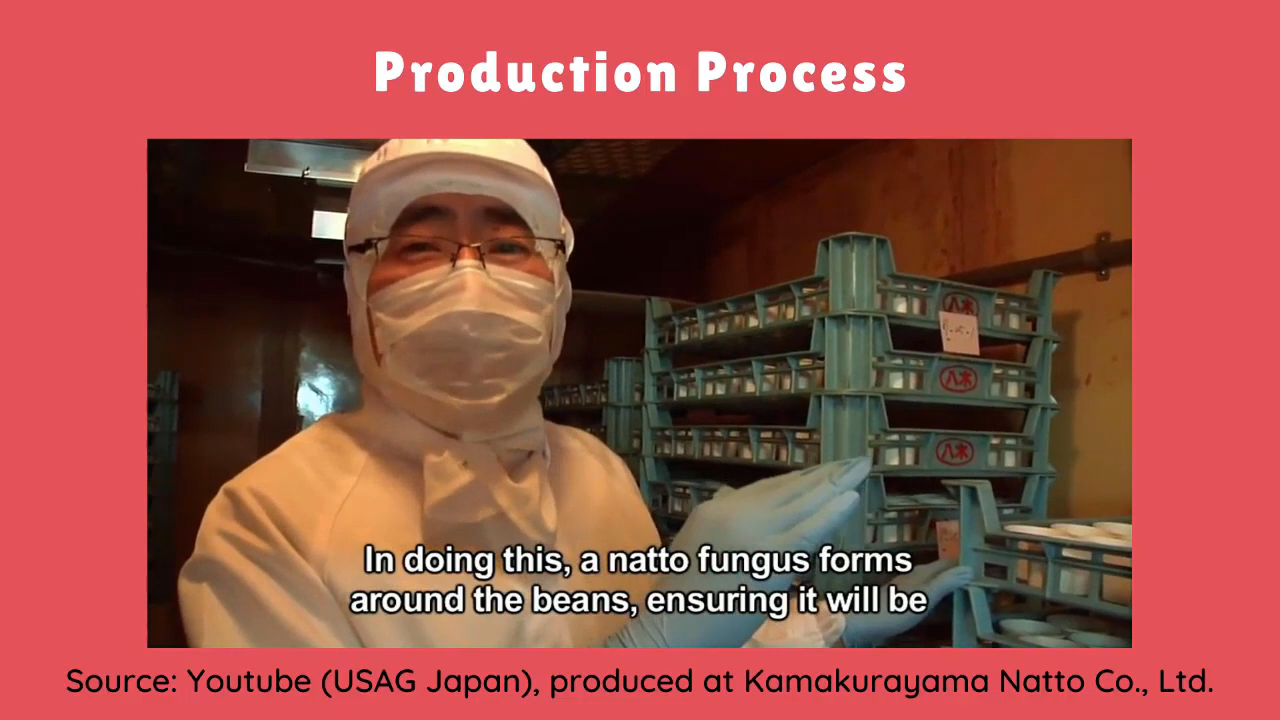 Production Process
八木
八木
八木
In doing this, a natto fungus forms
around the beans, ensuring it will be
Source: Youtube (USAG Japan), produced at Kamakurayama Natto Co., Ltd.